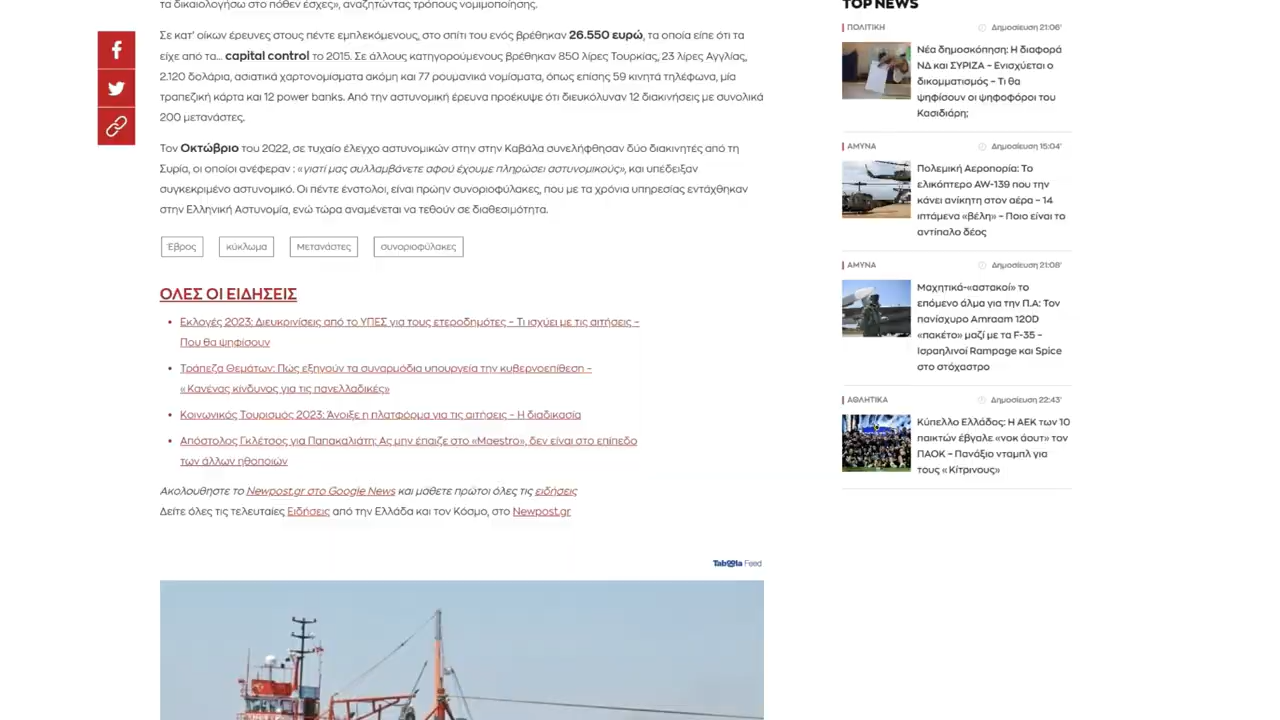 τα δικαιολογήσω στο πόθεν έσχες», αναζητώντας τρόπους νομιμοποίησης.
Σε κατ' οίκων έρευνες στους πέντε εμπλεκόμενους, στο σπίτι του ενός βρέθηκαν 26.550 ευρώ, τα οποία είπε ότι τα
είχε από τα… capital control το 2015. Σε άλλους κατηγορούμενους βρέθηκαν 850 λίρες Τουρκίας, 23 λίρες Αγγλίας,
2.120 δολάρια, ασιατικά χαρτονομίσματα ακόμη και 77 ρουμανικά νομίσματα, όπως επίσης 59 κινητά τηλέφωνα, μία
τραπεζική κάρτα και 12 power banks. Από την αστυνομική έρευνα προέκυψε ότι διευκόλυναν 12 διακινήσεις με συνολικά
200 μετανάστες.
Τον Οκτώβριο του 2022, σε τυχαίο έλεγχο αστυνομικών στην στην Καβάλα συνελήφθησαν δύο διακινητές από τη
Συρία, οι οποίοι ανέφεραν : «γιατί μας συλλαμβάνετε αφού έχουμε πληρώσει αστυνομικούς», και υπέδειξαν
συγκεκριμένο αστυνομικό. Οι πέντε ένστολοι, είναι πρώην συνοριοφύλακες, που με τα χρόνια υπηρεσίας εντάχθηκαν
στην Ελληνική Αστυνομία, ενώ τώρα αναμένεται να τεθούν σε διαθεσιμότητα.
Έβρος κύκλωμα Μετανάστες συνοριοφύλακες
ΟΛΕΣ ΟΙ ΕΙΔΗΣΕΙΣ
• Εκλογές 2023: Διευκρινίσεις από το ΥΠΕΣ για τους ετεροδημότες – Τι ισχύει με τις αιτήσεις –
Που θα ψηφίσουν
• Τράπεζα Θεμάτων: Πώς εξηγούν τα συναρμόδια υπουργεία την κυβερνοεπίθεση –
«Κανένας κίνδυνος για τις πανελλαδικές»
• Κοινωνικός Τουρισμός 2023: Άνοιξε η πλατφόρμα για τις αιτήσεις – Η διαδικασία
• Απόστολος Γκλέτσος για Παπακαλιάτη: Ας μην έπαιζε στο «Maestro», δεν είναι στο επίπεδο
των άλλων ηθοποιών
Ακολουθήστε το Newpost.gr στο Google News και μάθετε πρώτοι όλες τις ειδήσεις
Δείτε όλες τις τελευταίες Ειδήσεις από την Ελλάδα και τον Κόσμο, στο Newpost.gr
Taboola Feed
TOP NEWS
ΠΟΛΙΤΙΚΗ Δημοσίευση 21:06'
Νέα δημοσκόπηση: Η διαφορά
ΝΔ και ΣΥΡΙΖΑ – Ενισχύεται ο
δικομματισμός – Τι θα
ψηφίσουν οι ψηφοφόροι του
Κασιδιάρη;
ΑΜΥΝΑ Δημοσίευση 15:04'
Πολεμική Αεροπορία: Το
ελικόπτερο AW-139 που την
κάνει ανίκητη στον αέρα – 14
ιπτάμενα «βέλη» – Ποιο είναι το
αντίπαλο δέος
ΑΜΥΝΑ Δημοσίευση 21:08'
Μαχητικά-«αστακοί» το
επόμενο άλμα για την Π.Α: Τον
πανίσχυρο Amraam 120D
«πακέτο» μαζί με τα F-35 –
Ισραηλινοί Rampage και Spice
στο στόχαστρο
ΑΘΛΗΤΙΚΑ Δημοσίευση 22:43'
Κύπελλο Ελλάδος: Η ΑΕΚ των 10
παικτών έβγαλε «νοκ άουτ» τον
ΠΑΟΚ – Πανάξιο νταμπλ για
τους «Κίτρινους»